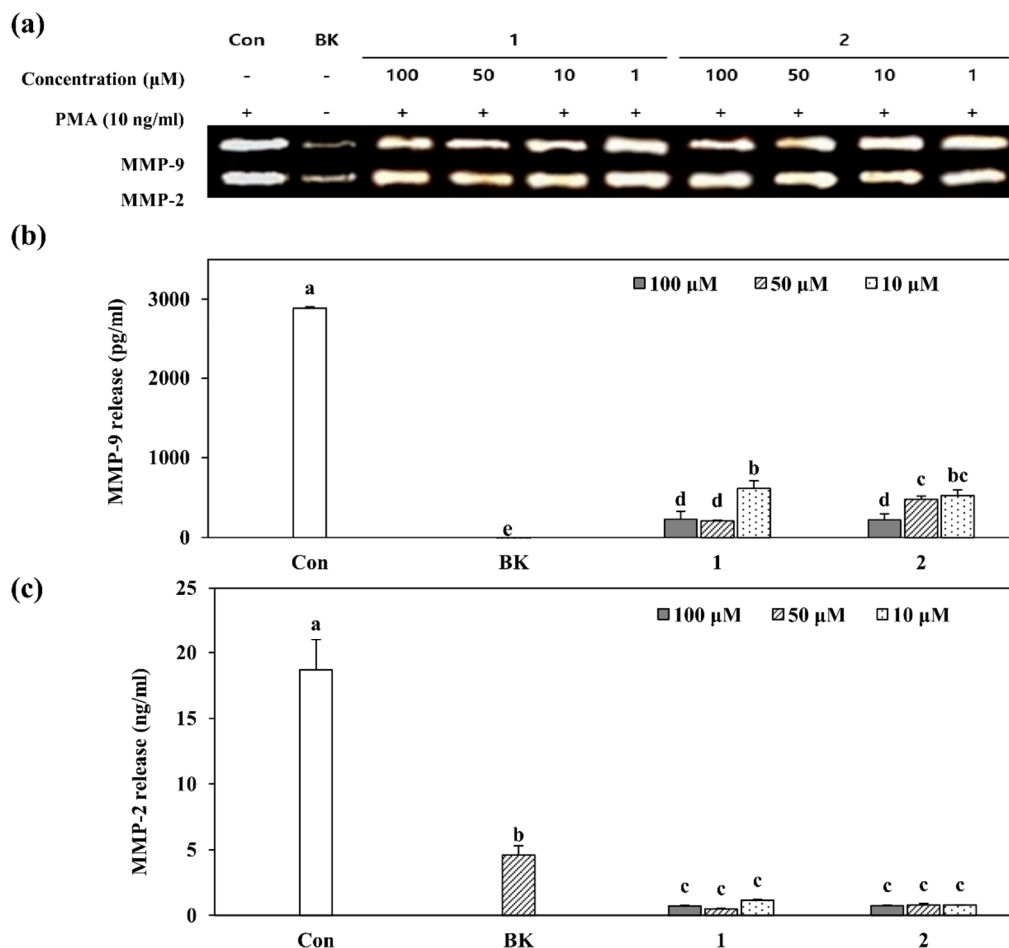 (a)
Con BK 1 2
Concentration (μM) - - 100 50 10 1 100 50 10 1
PMA (10 ng/ml) + - + + + + + + + +
MMP-9
MMP-2
(b)
100 μM 50 μM 10 μM
MMP-9 release (pg/ml)
3000
2000
1000
0
a
e
d d b
d c bc
Con BK 1 2
(c)
100 μM 50 μM 10 μM
MMP-2 release (ng/ml)
25
20
15
10
5
0
a
b
c c c
c c c
Con BK 1 2